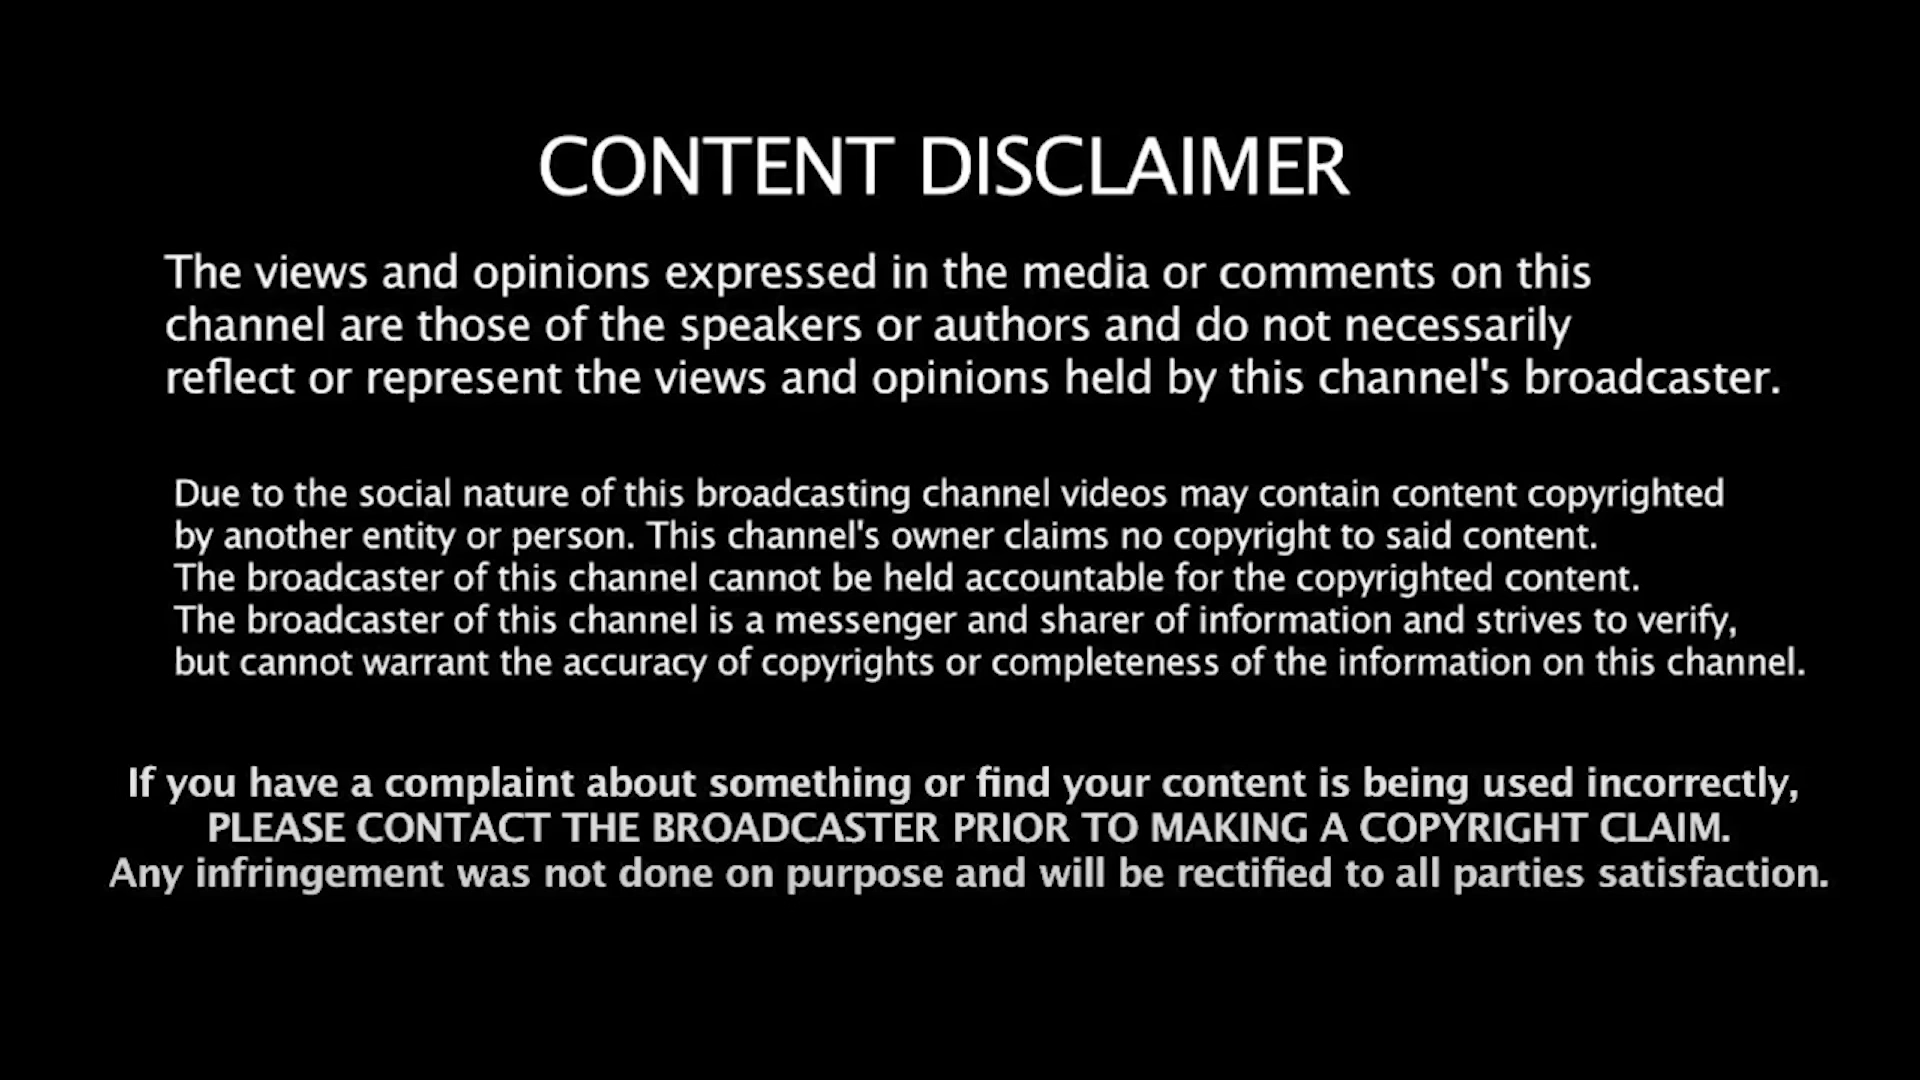 CONTENT DISCLAIMER
The views and opinions expressed in the media or comments on this
channel are those of the speakers or authors and do not necessarily
reflect or represent the views and opinions held by this channel's broadcaster.
Due to the social nature of this broadcasting channel videos may contain content copyrighted
by another entity or person. This channel's owner claims no copyright to said content.
The broadcaster of this channel cannot be held accountable for the copyrighted content.
The broadcaster of this channel is a messenger and sharer of information and strives to verify,
but cannot warrant the accuracy of copyrights or completeness of the information on this channel.
If you have a complaint about something or find your content is being used incorrectly,
PLEASE CONTACT THE BROADCASTER PRIOR TO MAKING A COPYRIGHT CLAIM.
Any infringement was not done on purpose and will be rectified to all parties satisfaction.